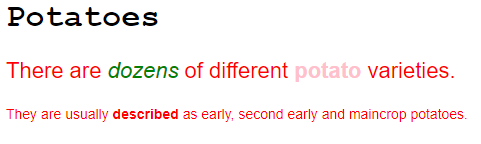 Potatoes
There are dozens of different potato varieties.
They are usually described as early, second early and maincrop potatoes.